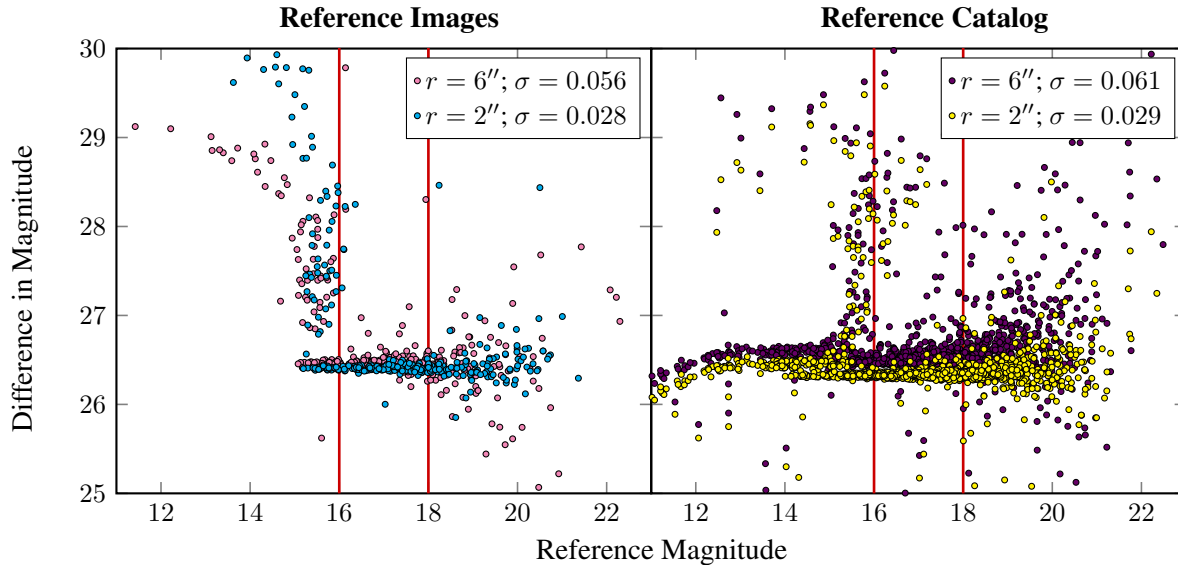 Reference Images
Reference Catalog
30
29
28
27
26
25
Difference in Magnitude
r = 6′′; σ = 0.056
r = 2′′; σ = 0.028
r = 6′′; σ = 0.061
r = 2′′; σ = 0.029
12 14 16 18 20 22
12 14 16 18 20 22
Reference Magnitude